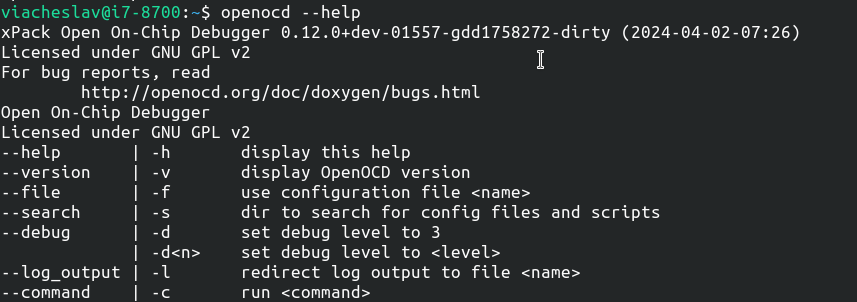 viacheslav@i7-8700:~$ openocd --help
xPack Open On-Chip Debugger 0.12.0+dev-01557-gdd1758272-dirty (2024-04-02-07:26)
Licensed under GNU GPL v2
For bug reports, read
        http://openocd.org/doc/doxygen/bugs.html
Open On-Chip Debugger
Licensed under GNU GPL v2
--help       | -h       display this help
--version    | -v       display OpenOCD version
--file       | -f       use configuration file <name>
--search     | -s       dir to search for config files and scripts
--debug      | -d       set debug level to 3
             | -d<n>    set debug level to <level>
--log_output | -l       redirect log output to file <name>
--command    | -c       run <command>